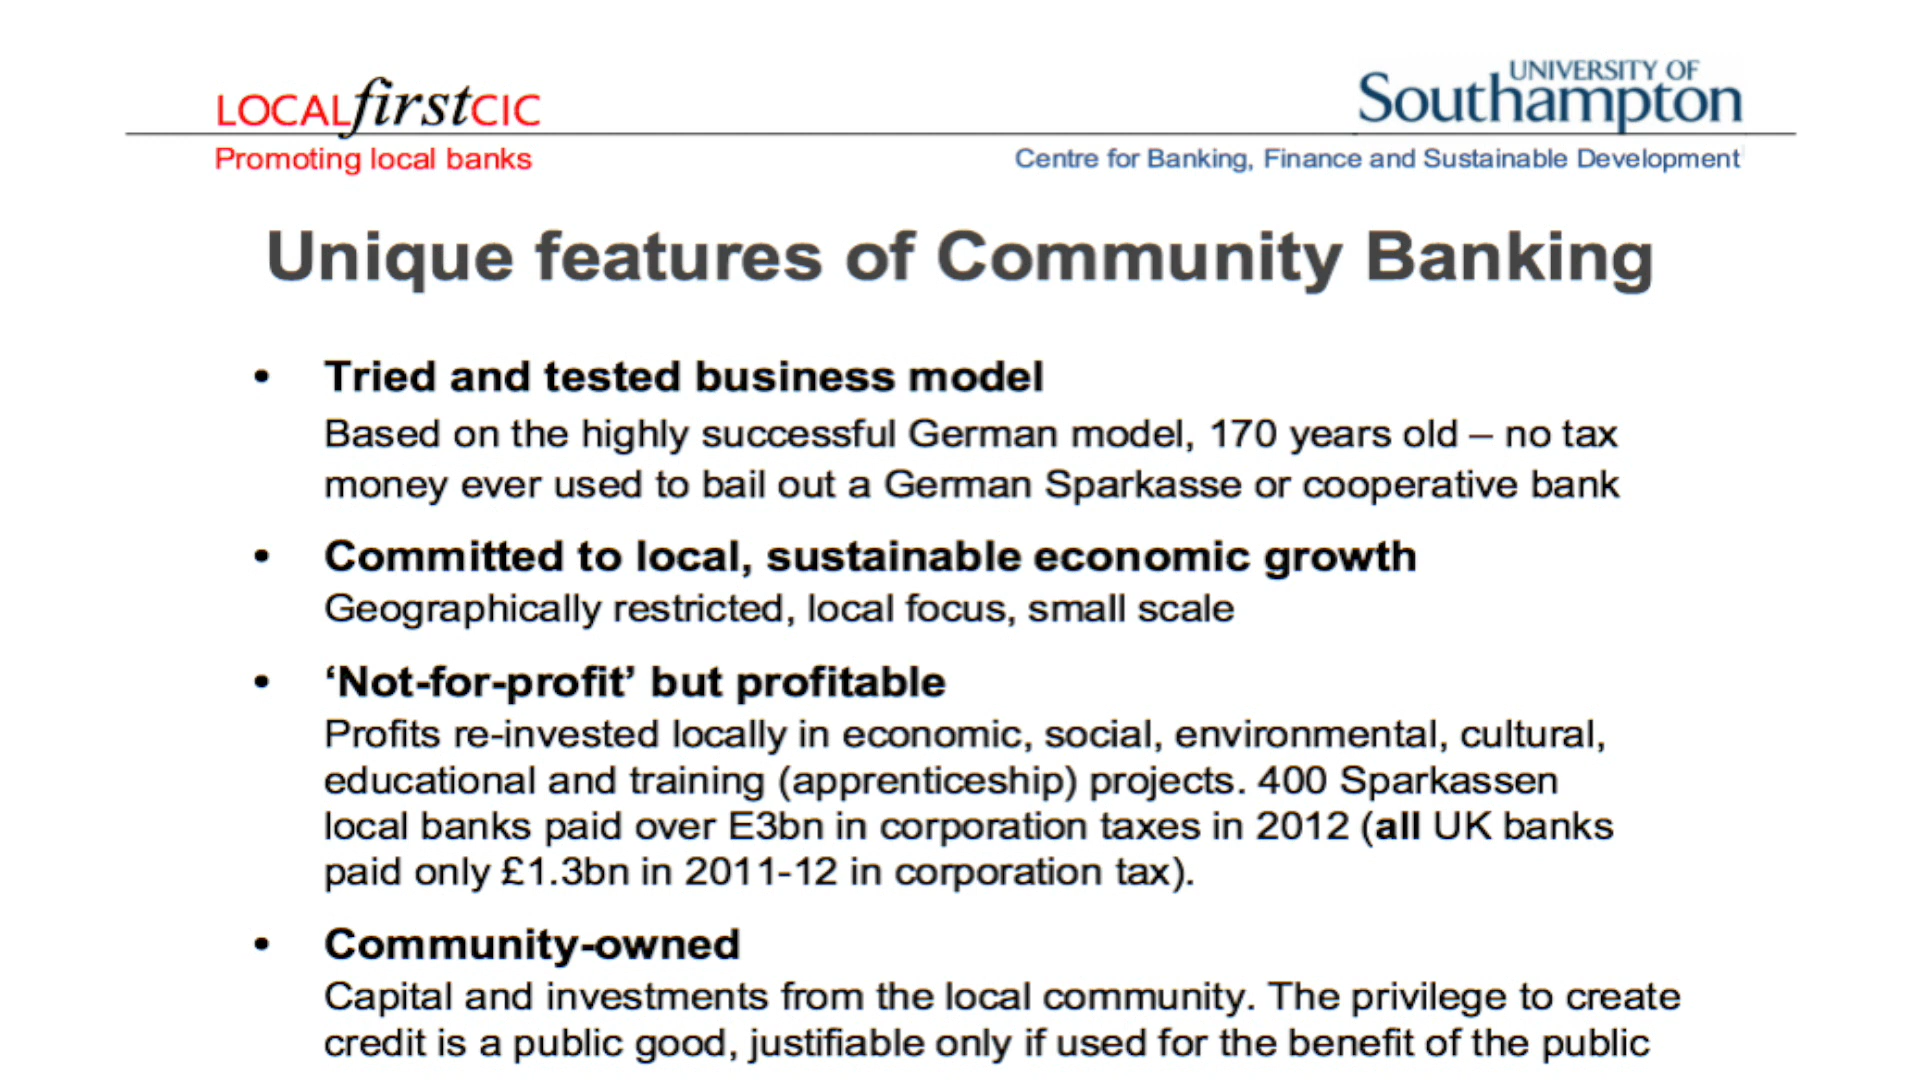 LOCALfirstCIC
Promoting local banks
UNIVERSITY OF
Southampton
Centre for Banking, Finance and Sustainable Development
Unique features of Community Banking
• Tried and tested business model
Based on the highly successful German model, 170 years old – no tax
money ever used to bail out a German Sparkasse or cooperative bank
• Committed to local, sustainable economic growth
Geographically restricted, local focus, small scale
• ‘Not-for-profit’ but profitable
Profits re-invested locally in economic, social, environmental, cultural,
educational and training (apprenticeship) projects. 400 Sparkassen
local banks paid over E3bn in corporation taxes in 2012 (all UK banks
paid only £1.3bn in 2011-12 in corporation tax).
• Community-owned
Capital and investments from the local community. The privilege to create
credit is a public good, justifiable only if used for the benefit of the public